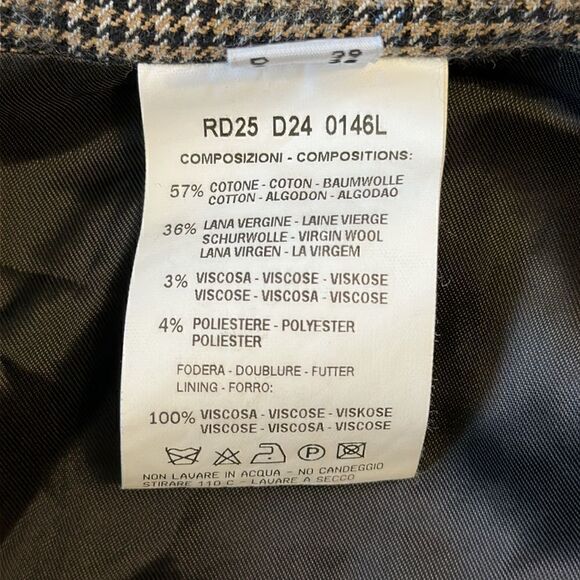 RD25 D24 0146L
COMPOSIZIONI - COMPOSITIONS:
57% COTONE - COTON - BAUMWOLLE
COTTON - ALGODON - ALGODAO
36% LANA VERGINE - LAINE VIERGE
SCHURWOLLE - VIRGIN WOOL
LANA VIRGEN - LA VIRGEM
3% VISCOSA - VISCOSE - VISKOSE
VISCOSE - VISCOSA - VISCOSE
4% POLIESTERE - POLYESTER
POLIESTER
FODERA - DOUBLURE - FUTTER
LINING - FORRO:
100% VISCOSA - VISCOSE - VISKOSE
VISCOSE - VISCOSA - VISCOSE
P
NON LAVARE IN ACQUA - NO CANDEGGIO
STIRARE 110 C - LAVARE A SECCO